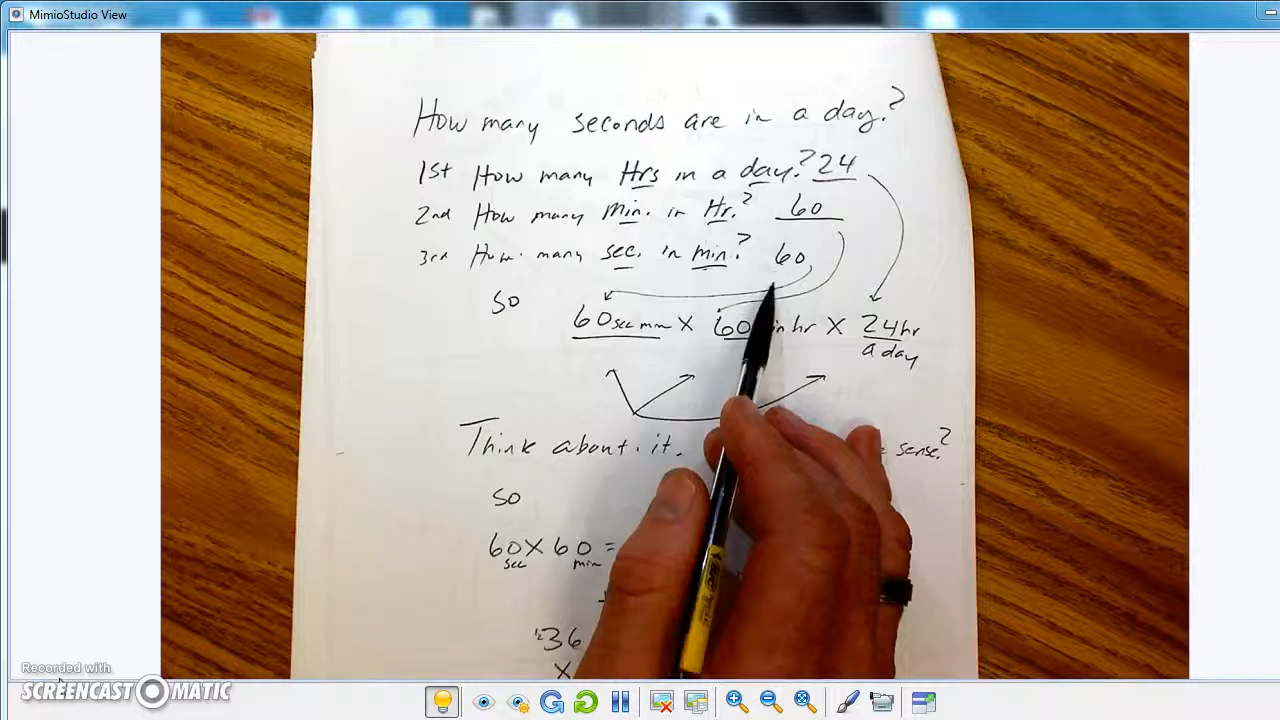 MimioStudio View
How many seconds are in a day?
1st How many Hrs in a day? 24
2nd How many Min. in Hr.? 60
3rd How many sec. in min? 60
so
60 sec min X 60 in hr X 24 hr
a day
Think about it. sense?
so
60 X 60 =
sec min
36
X
Recorded with
SCREENCAST O MATIC